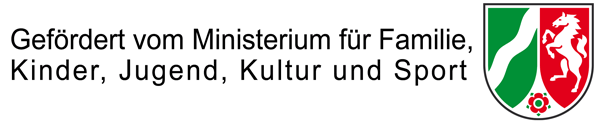 Gefördert vom Ministerium für Familie,
Kinder, Jugend, Kultur und Sport